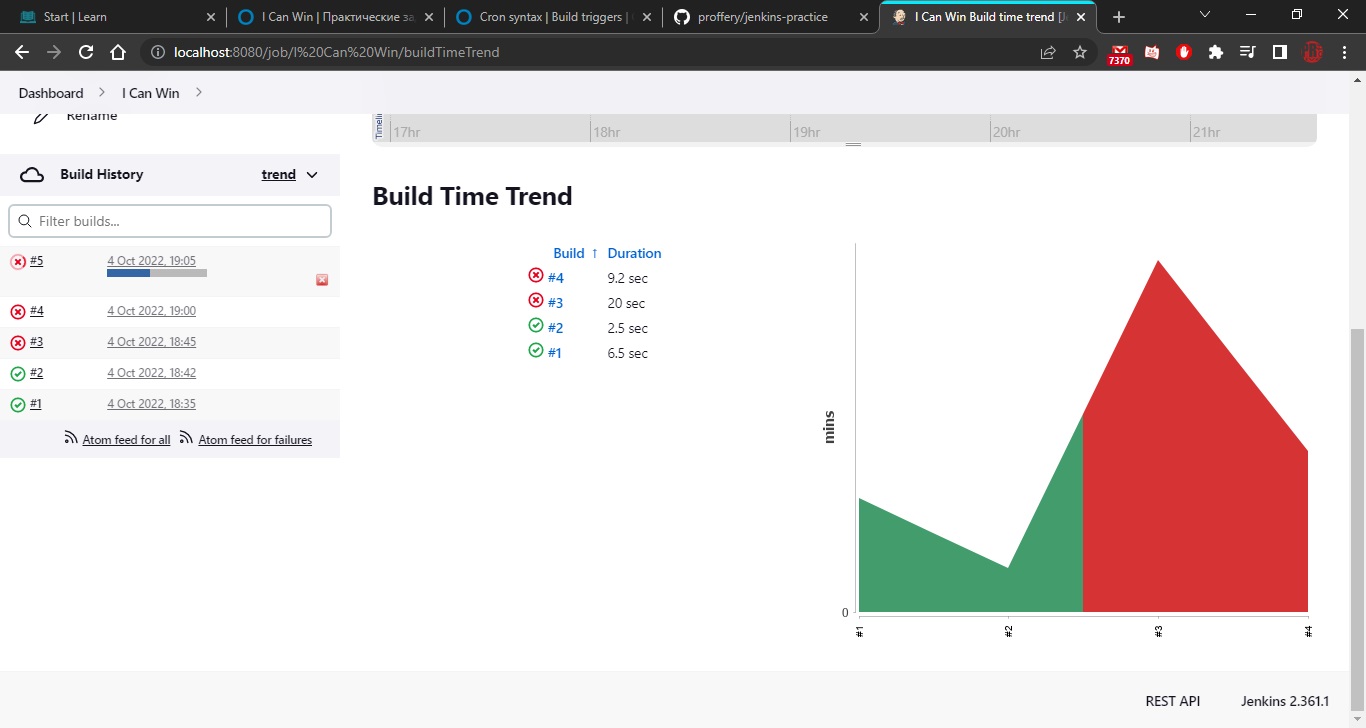 Start | Learn
I Can Win | Практические за
Cron syntax | Build triggers |
proffery/jenkins-practice
I Can Win Build time trend [J
localhost:8080/job/I%20Can%20Win/buildTimeTrend
7370
Dashboard
I Can Win
Rename
Timeli
17hr
18hr
19hr
20hr
21hr
Build History
trend
Filter builds...
#5
4 Oct 2022, 19:05
#4
4 Oct 2022, 19:00
#3
4 Oct 2022, 18:45
#2
4 Oct 2022, 18:42
#1
4 Oct 2022, 18:35
Atom feed for all
Atom feed for failures
Build Time Trend
Build ↑ Duration
#4 9.2 sec
#3 20 sec
#2 2.5 sec
#1 6.5 sec
mins
0
#1
#2
#3
#4
REST API
Jenkins 2.361.1